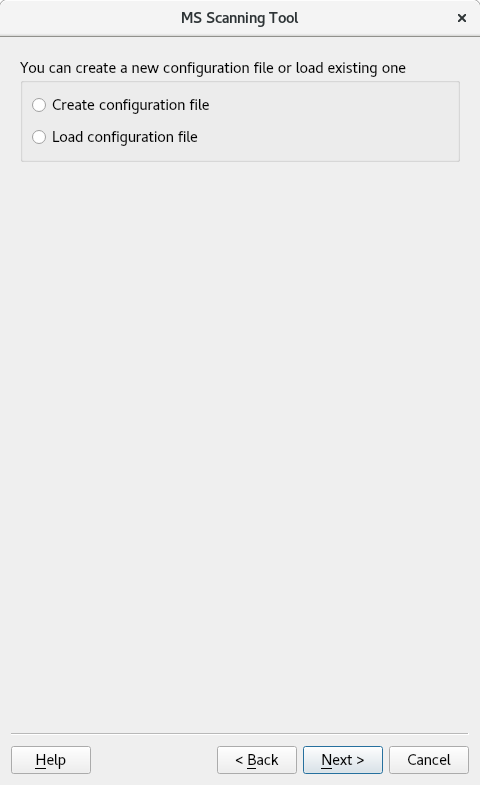 MS Scanning Tool
You can create a new configuration file or load existing one
Create configuration file
Load configuration file
Help
< Back
Next >
Cancel